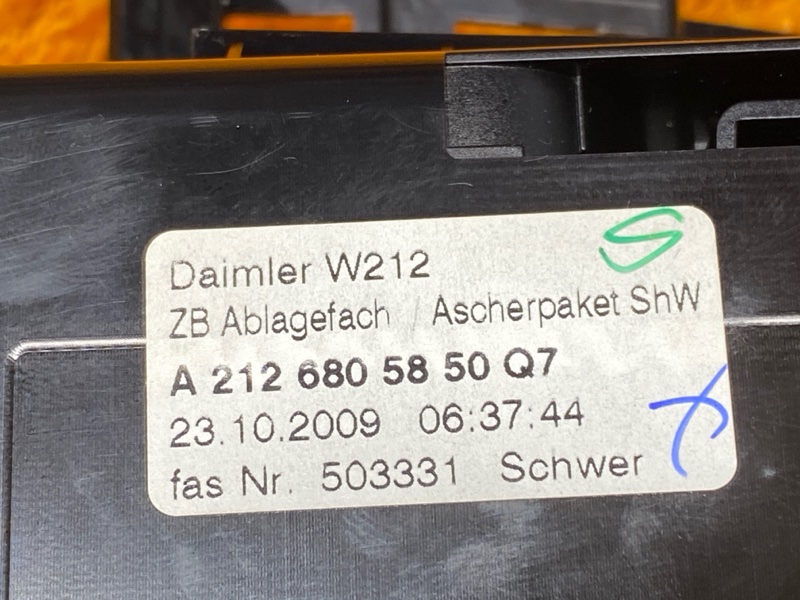 Daimler W212
ZB Ablagefach / Ascherpaket ShW
A 212 680 58 50 Q7
23.10.2009 06:37:44
fas Nr. 503331 Schwer